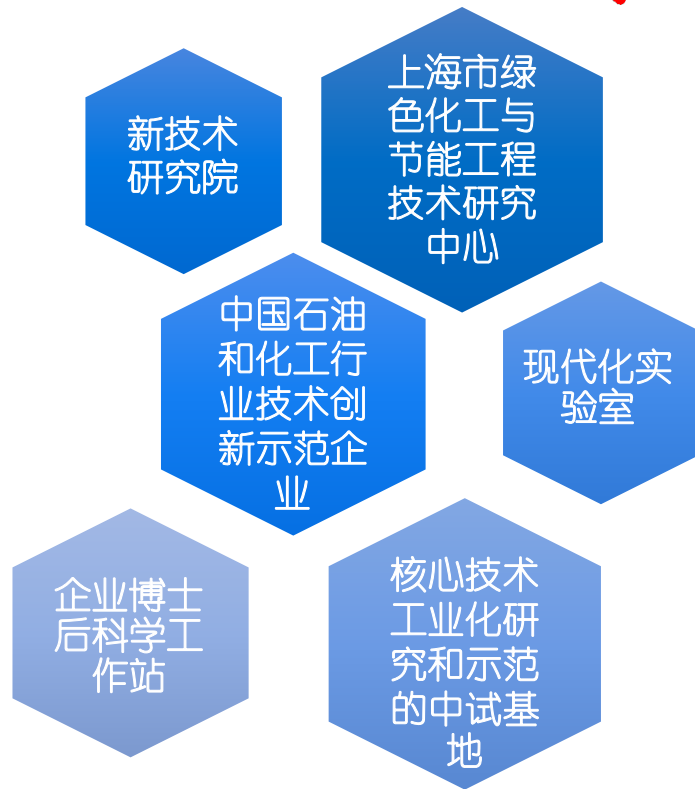 新技术
研究院
上海市绿
色化工与
节能工程
技术研究
中心
中国石油
和化工行
业技术创
新示范企
业
现代化实
验室
企业博士
后科学工
作站
核心技术
工业化研
究和示范
的中试基
地